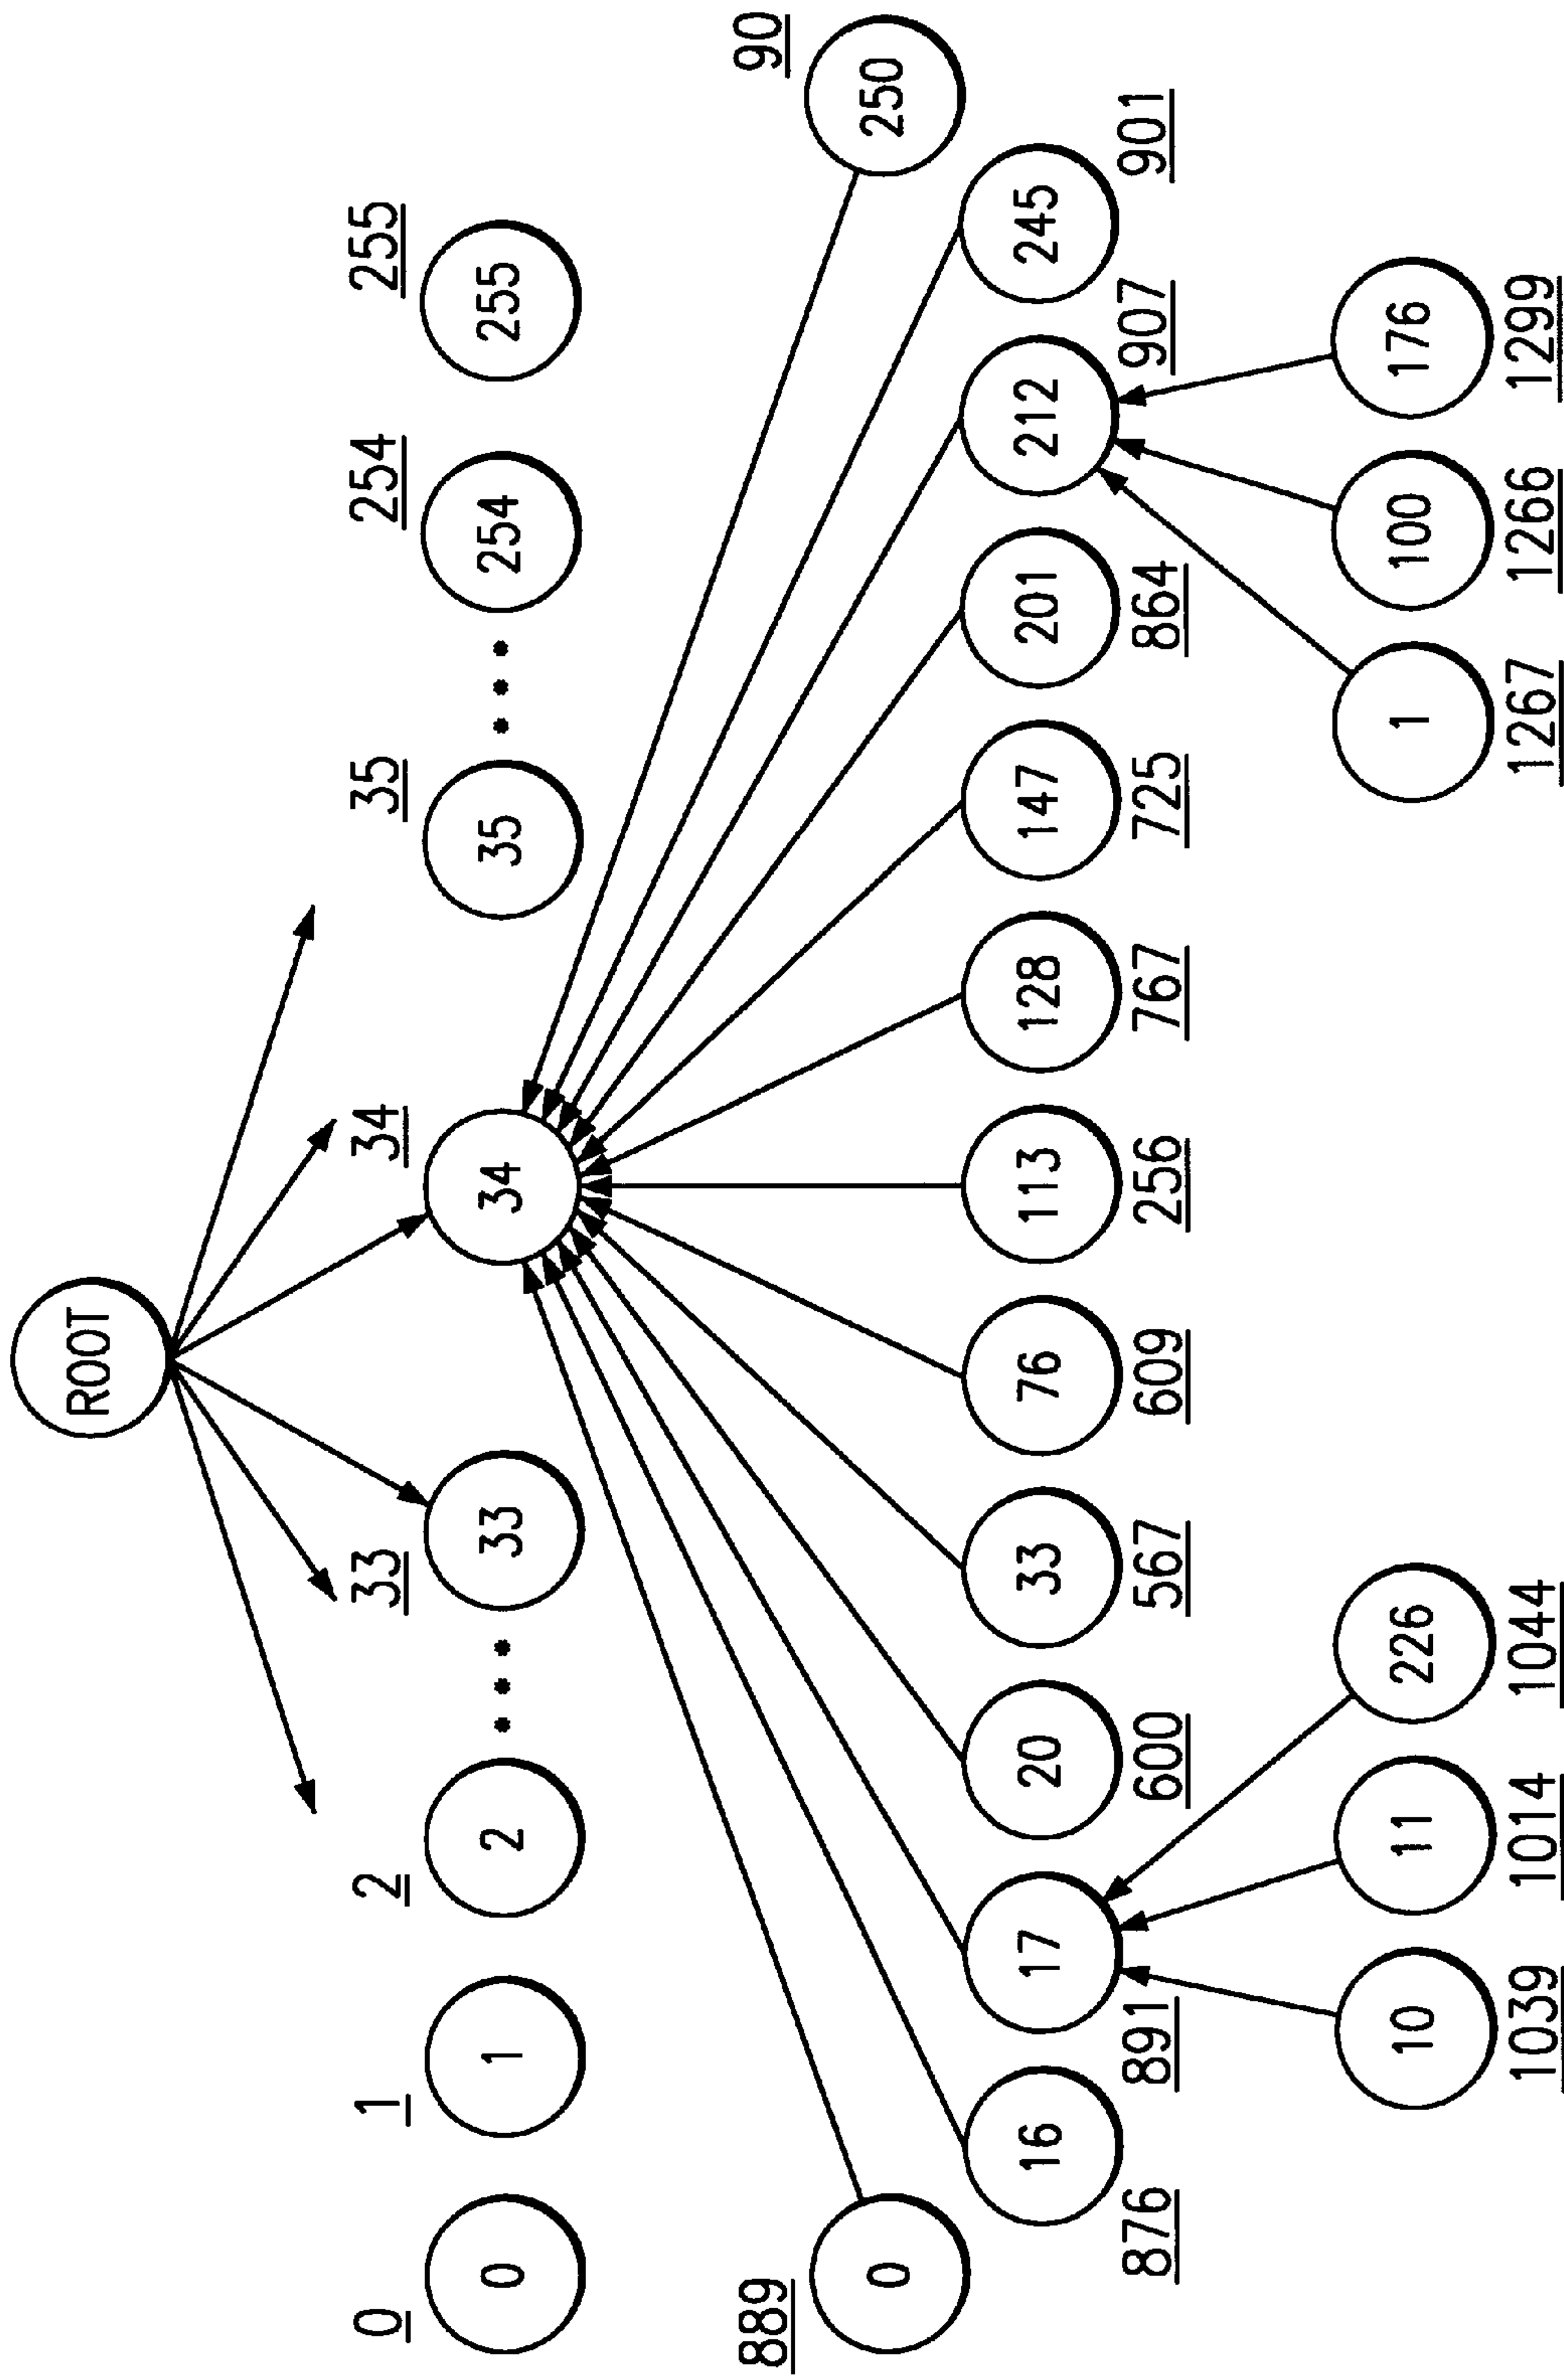 ROOT
0 1 2 33 34 35 254 255
0 1 2 • • • 33 34 35 • • • 254 255
889 90
0 250
16 17 20 33 76 113 128 147 201 212 245
876 891 600 567 609 256 767 725 864 907 901
10 11 226 1 100 176
1039 1014 1044 1267 1266 1299